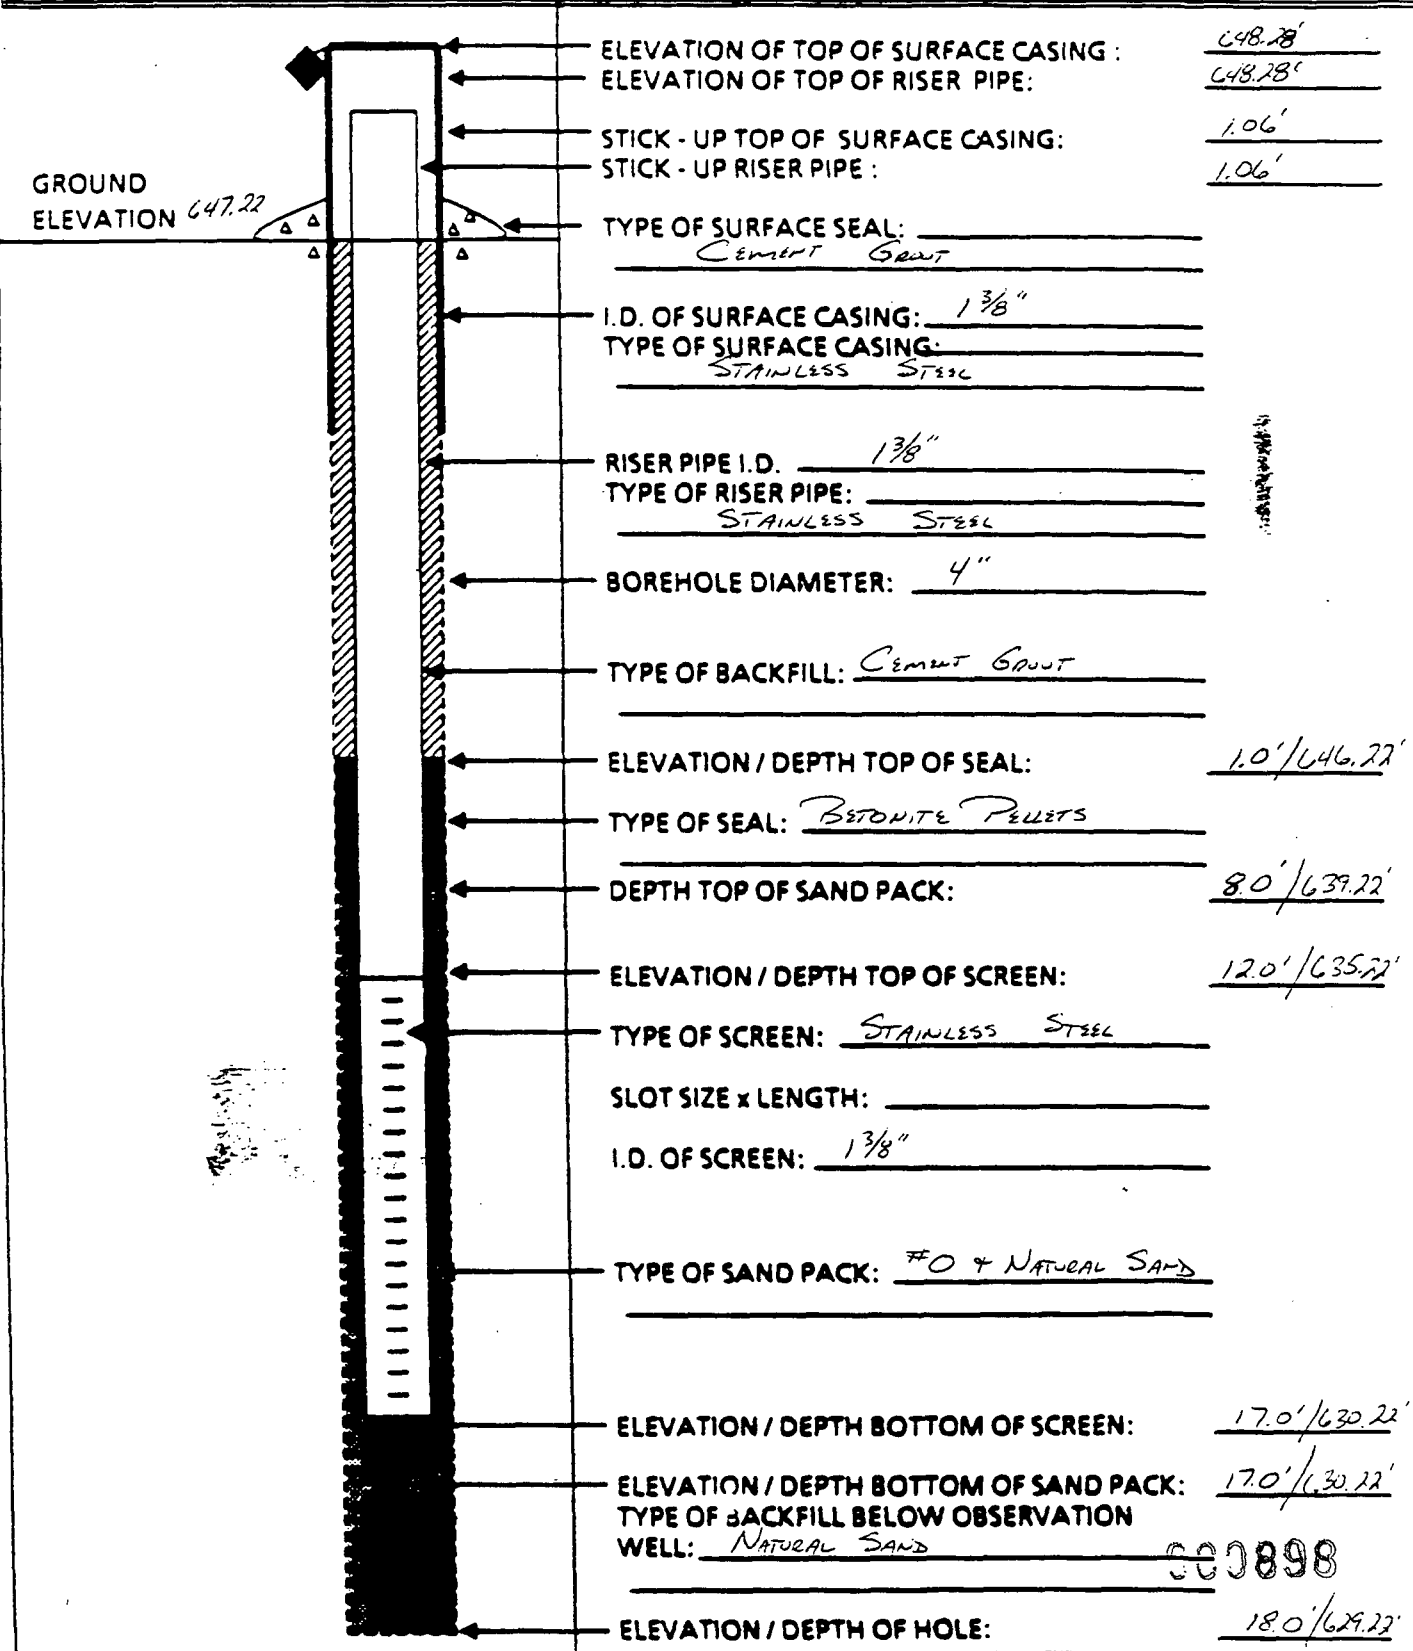 ELEVATION OF TOP OF SURFACE CASING : 648.28'
ELEVATION OF TOP OF RISER PIPE: 648.28'
STICK - UP TOP OF SURFACE CASING: 1.06'
STICK - UP RISER PIPE : 1.06'
GROUND
ELEVATION 647.22
TYPE OF SURFACE SEAL:
CEMENT GROUT
I.D. OF SURFACE CASING: 1 3/8"
TYPE OF SURFACE CASING:
STAINLESS STEEL
RISER PIPE I.D. 1 3/8"
TYPE OF RISER PIPE:
STAINLESS STEEL
BOREHOLE DIAMETER: 4"
TYPE OF BACKFILL: CEMENT GROUT
ELEVATION / DEPTH TOP OF SEAL: 1.0'/646.22'
TYPE OF SEAL: BETONITE PELLETS
DEPTH TOP OF SAND PACK: 8.0'/639.22'
ELEVATION / DEPTH TOP OF SCREEN: 12.0'/635.22'
TYPE OF SCREEN: STAINLESS STEEL
SLOT SIZE x LENGTH:
I.D. OF SCREEN: 1 3/8"
TYPE OF SAND PACK: #0 + NATURAL SAND
ELEVATION / DEPTH BOTTOM OF SCREEN: 17.0'/630.22'
ELEVATION / DEPTH BOTTOM OF SAND PACK: 17.0'/630.22'
TYPE OF BACKFILL BELOW OBSERVATION
WELL: NATURAL SAND
000898
ELEVATION / DEPTH OF HOLE: 18.0'/629.22'